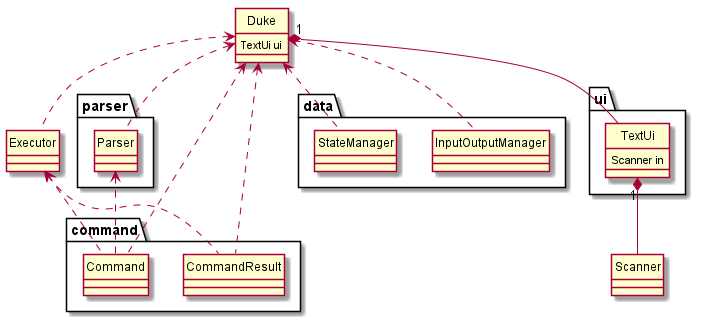 Duke
TextUi ui
1
parser
data
ui
Executor
Parser
StateManager
InputOutputManager
TextUi
Scanner in
1
command
Command
CommandResult
Scanner